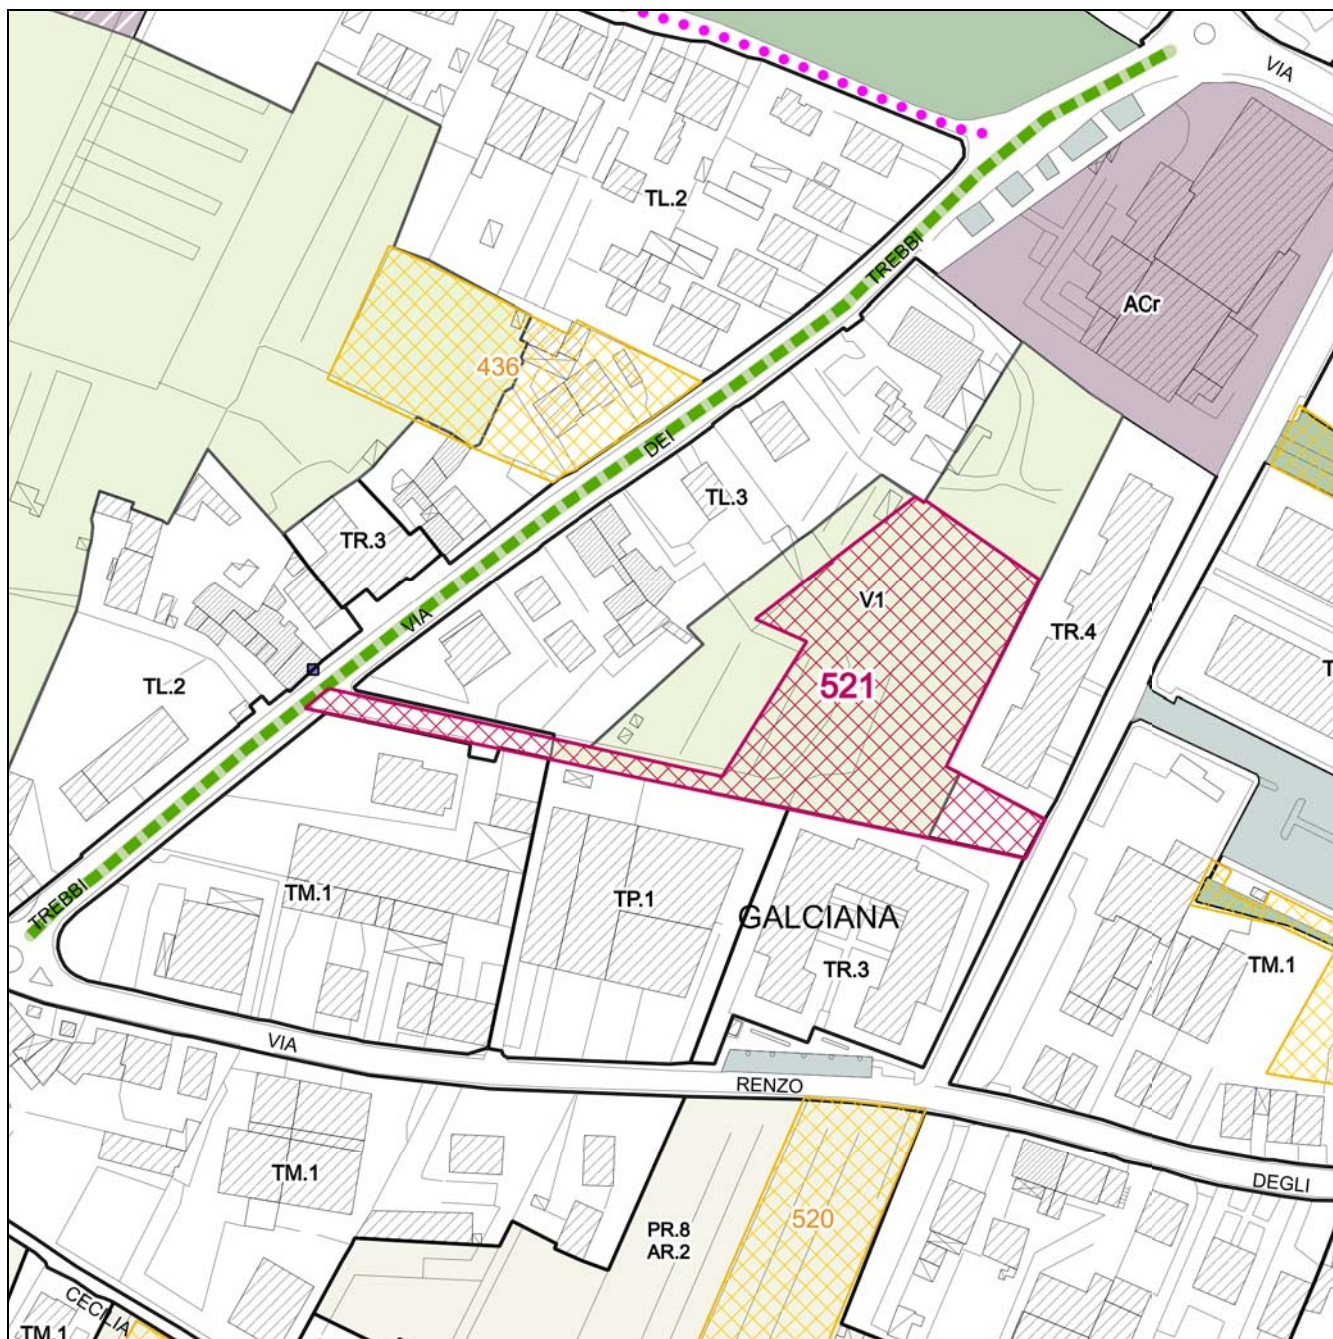 VIA
TL.2
TREBBI
ACr
436
DEI
TL.3
TR.3
V1
VIA
TR.4
521
TL.2
TREBBI
TM.1
TP.1
GALCIANA
TR.3
TM.1
VIA
RENZO
DEGLI
TM.1
PR.8
AR.2
520
CECILIA
TM.1